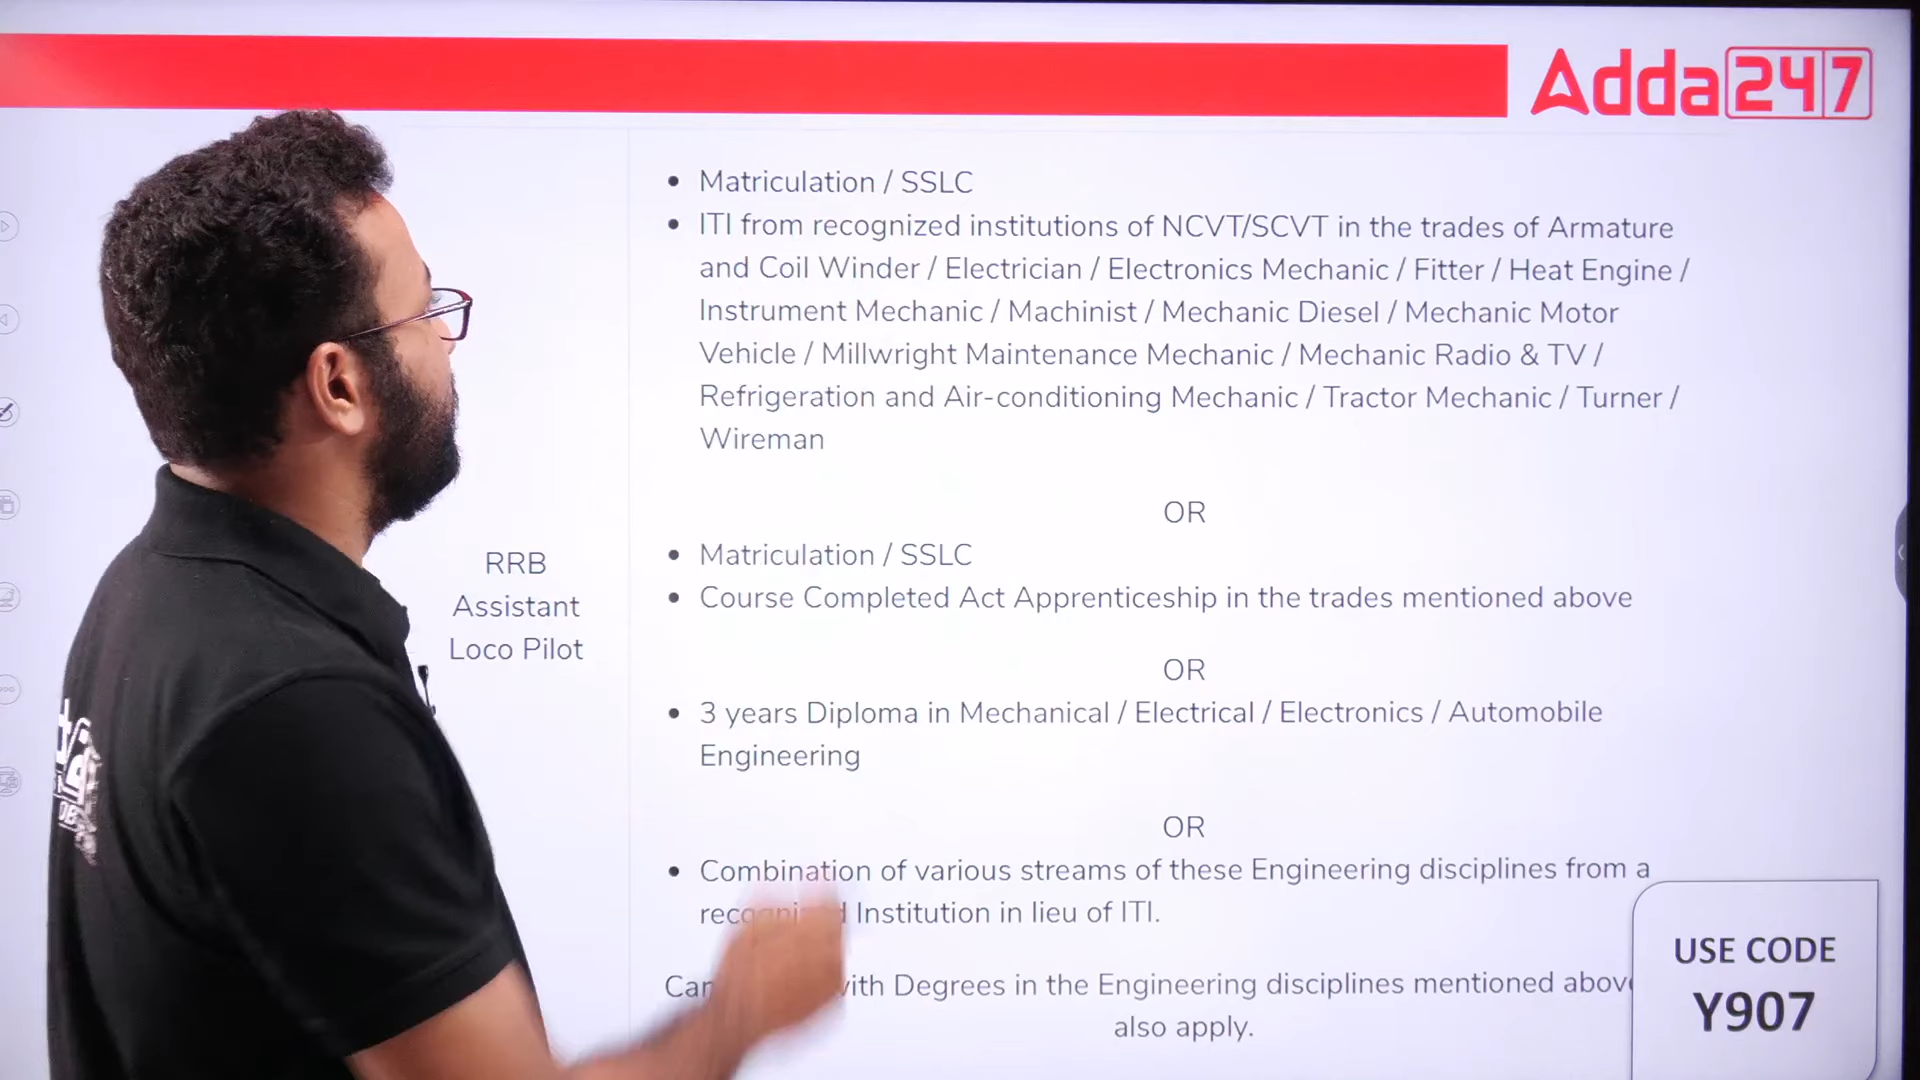 Adda247
• Matriculation / SSLC
• ITI from recognized institutions of NCVT/SCVT in the trades of Armature
and Coil Winder / Electrician / Electronics Mechanic / Fitter / Heat Engine /
Instrument Mechanic / Machinist / Mechanic Diesel / Mechanic Motor
Vehicle / Millwright Maintenance Mechanic / Mechanic Radio & TV /
Refrigeration and Air-conditioning Mechanic / Tractor Mechanic / Turner /
Wireman
OR
RRB
Assistant
Loco Pilot
• Matriculation / SSLC
• Course Completed Act Apprenticeship in the trades mentioned above
OR
• 3 years Diploma in Mechanical / Electrical / Electronics / Automobile
Engineering
OR
• Combination of various streams of these Engineering disciplines from a
Institution in lieu of ITI.
with Degrees in the Engineering disciplines mentioned above
also apply.
USE CODE
Y907